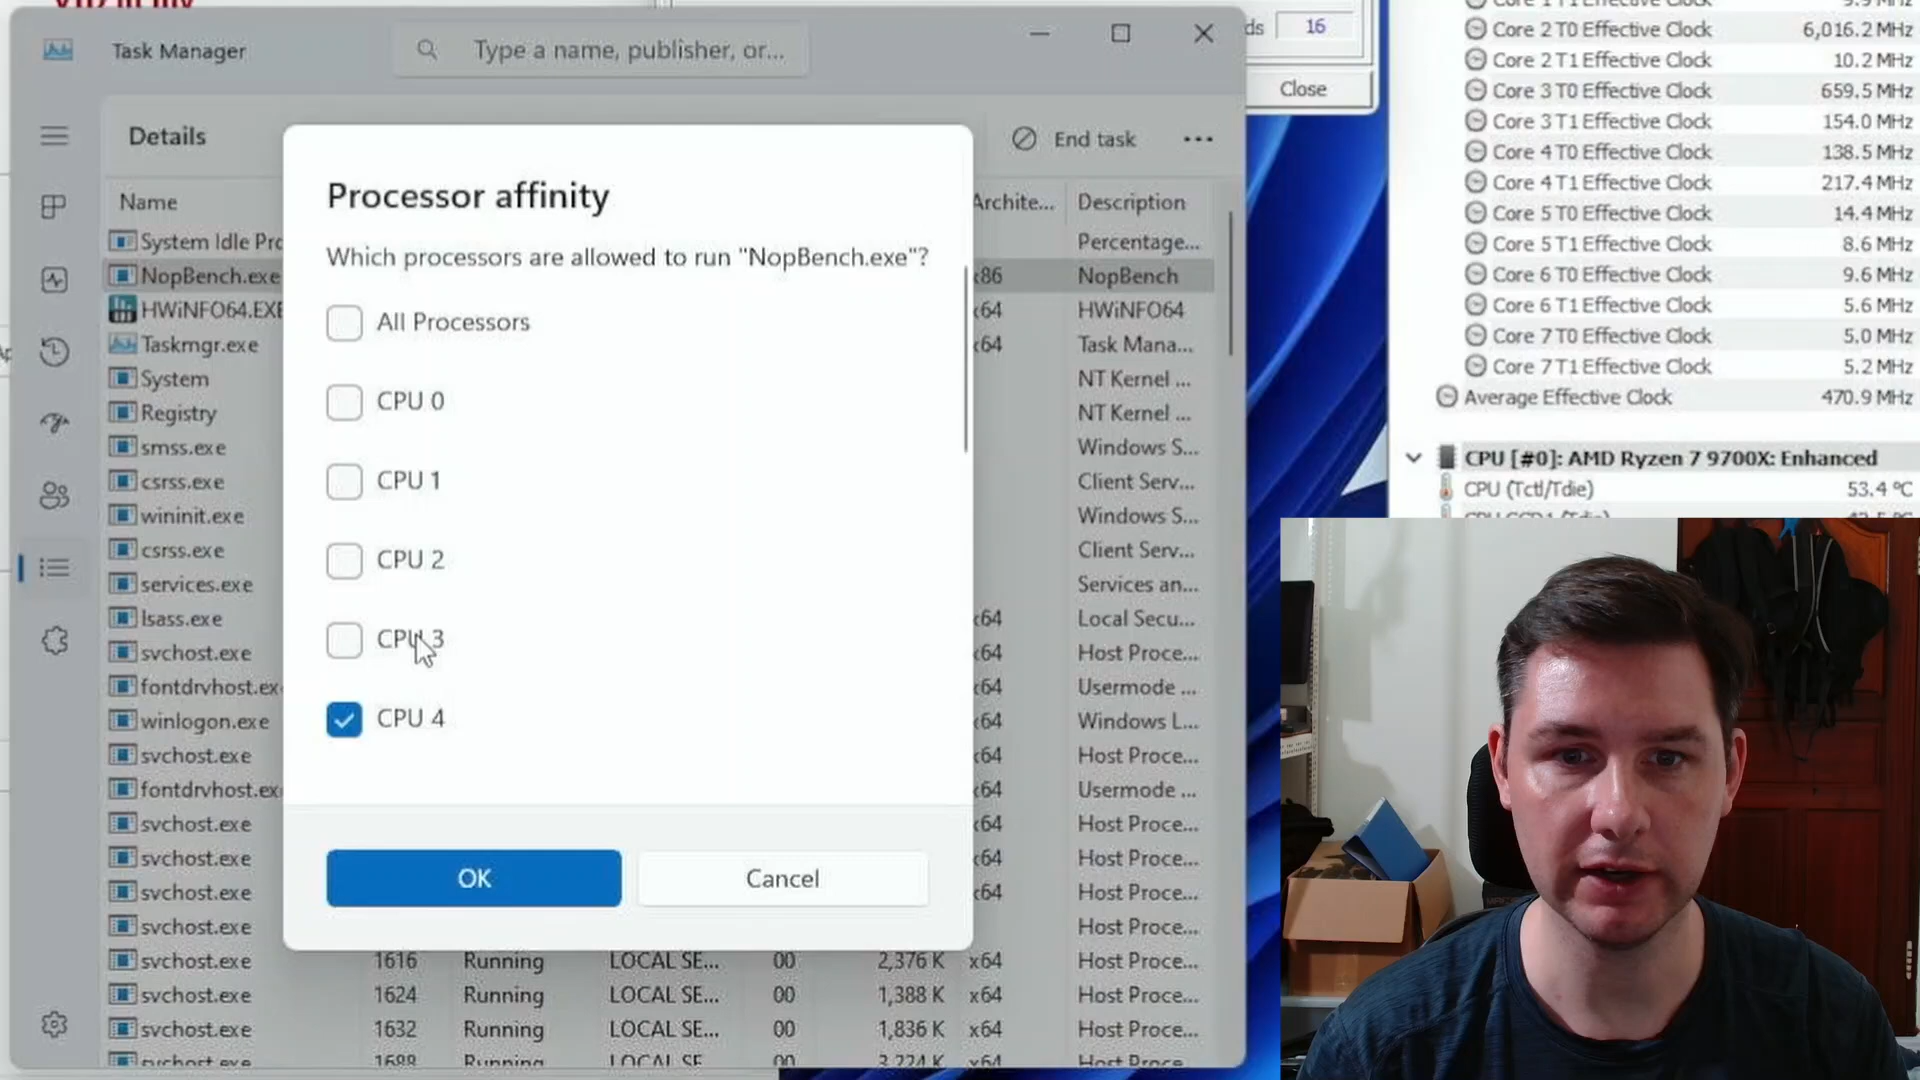 Task Manager
Type a name, publisher, or...
ds 16
Close
Details
End task
Name
Archite... Description
System Idle Prc Percentage...
NopBench.exe x86 NopBench
HWiNFO64.EXE x64 HWiNFO64
Taskmgr.exe x64 Task Mana...
System NT Kernel ...
Registry NT Kernel ...
smss.exe Windows S...
csrss.exe Client Serv...
wininit.exe Windows S...
csrss.exe Client Serv...
services.exe Services an...
lsass.exe x64 Local Secu...
svchost.exe x64 Host Proce...
fontdrvhost.ex x64 Usermode ...
winlogon.exe x64 Windows L...
svchost.exe x64 Host Proce...
fontdrvhost.ex x64 Usermode ...
svchost.exe x64 Host Proce...
svchost.exe x64 Host Proce...
svchost.exe x64 Host Proce...
svchost.exe Host Proce...
svchost.exe 1616 Running LOCAL SE... 00 2,376 K x64 Host Proce...
svchost.exe 1624 Running LOCAL SE... 00 1,388 K x64 Host Proce...
svchost.exe 1632 Running LOCAL SE... 00 1,836 K x64 Host Proce...
svchost.exe 1688 Running LOCAL SE... 00 3,224 K x64 Host Proce...
Processor affinity
Which processors are allowed to run "NopBench.exe"?
All Processors
CPU 0
CPU 1
CPU 2
CPU 3
CPU 4
OK
Cancel
Core 2 T0 Effective Clock 6,016.2 MHz
Core 2 T1 Effective Clock 10.2 MHz
Core 3 T0 Effective Clock 659.5 MHz
Core 3 T1 Effective Clock 154.0 MHz
Core 4 T0 Effective Clock 138.5 MHz
Core 4 T1 Effective Clock 217.4 MHz
Core 5 T0 Effective Clock 14.4 MHz
Core 5 T1 Effective Clock 8.6 MHz
Core 6 T0 Effective Clock 9.6 MHz
Core 6 T1 Effective Clock 5.6 MHz
Core 7 T0 Effective Clock 5.0 MHz
Core 7 T1 Effective Clock 5.2 MHz
Average Effective Clock 470.9 MHz
CPU [#0]: AMD Ryzen 7 9700X: Enhanced
CPU (Tctl/Tdie) 53.4 °C